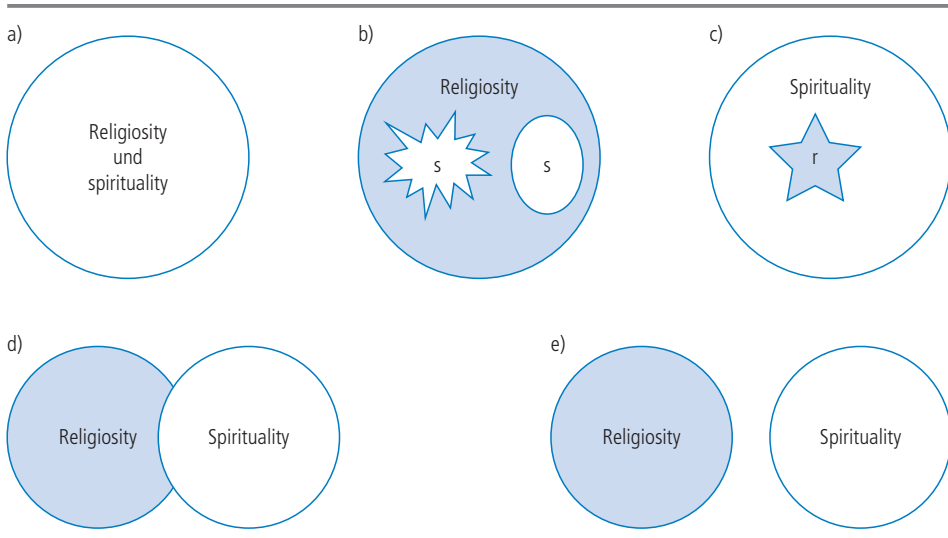 a)
Religiosity
und
spirituality
b)
Religiosity
s
s
c)
Spirituality
r
d)
Religiosity
Spirituality
e)
Religiosity
Spirituality